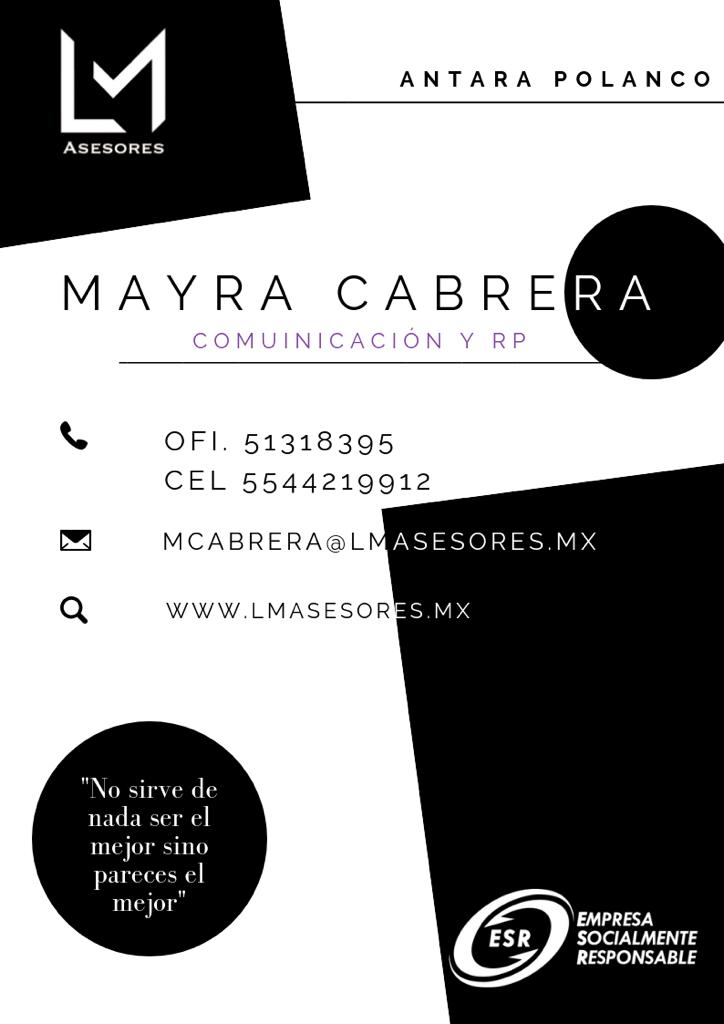 LM
ASESORES
ANTARA POLANCO
MAYRA CABRERA
COMUINICACIÓN Y RP
OFI. 51318395
CEL 5544219912
MCABRERA@LMASESORES.MX
WWW.LMASESORES.MX
"No sirve de
nada ser el
mejor sino
pareces el
mejor"
ESR
EMPRESA
SOCIALMENTE
RESPONSABLE